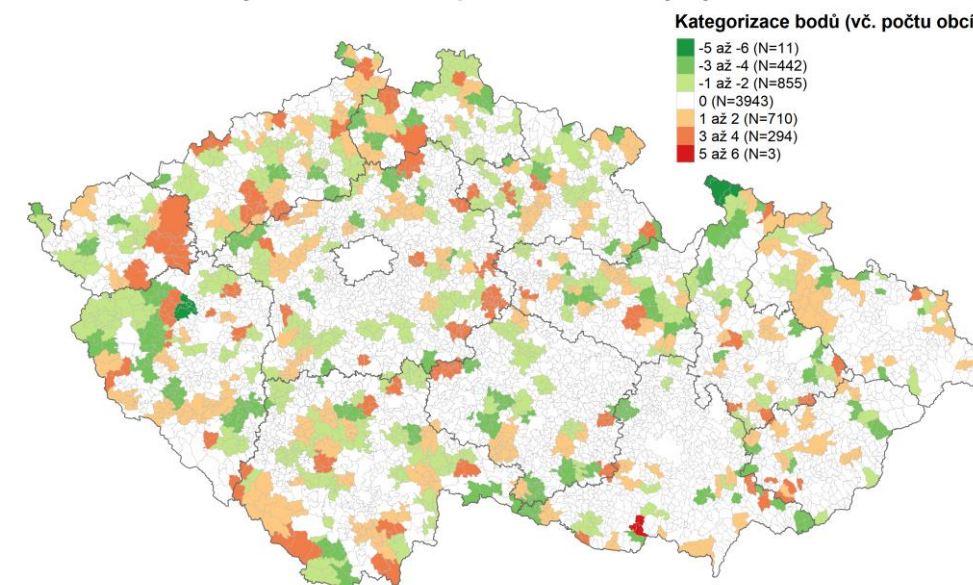 Kategorizace bodů (vč. počtu obcí
-5 až -6 (N=11)
-3 až -4 (N=442)
-1 až -2 (N=855)
0 (N=3943)
1 až 2 (N=710)
3 až 4 (N=294)
5 až 6 (N=3)